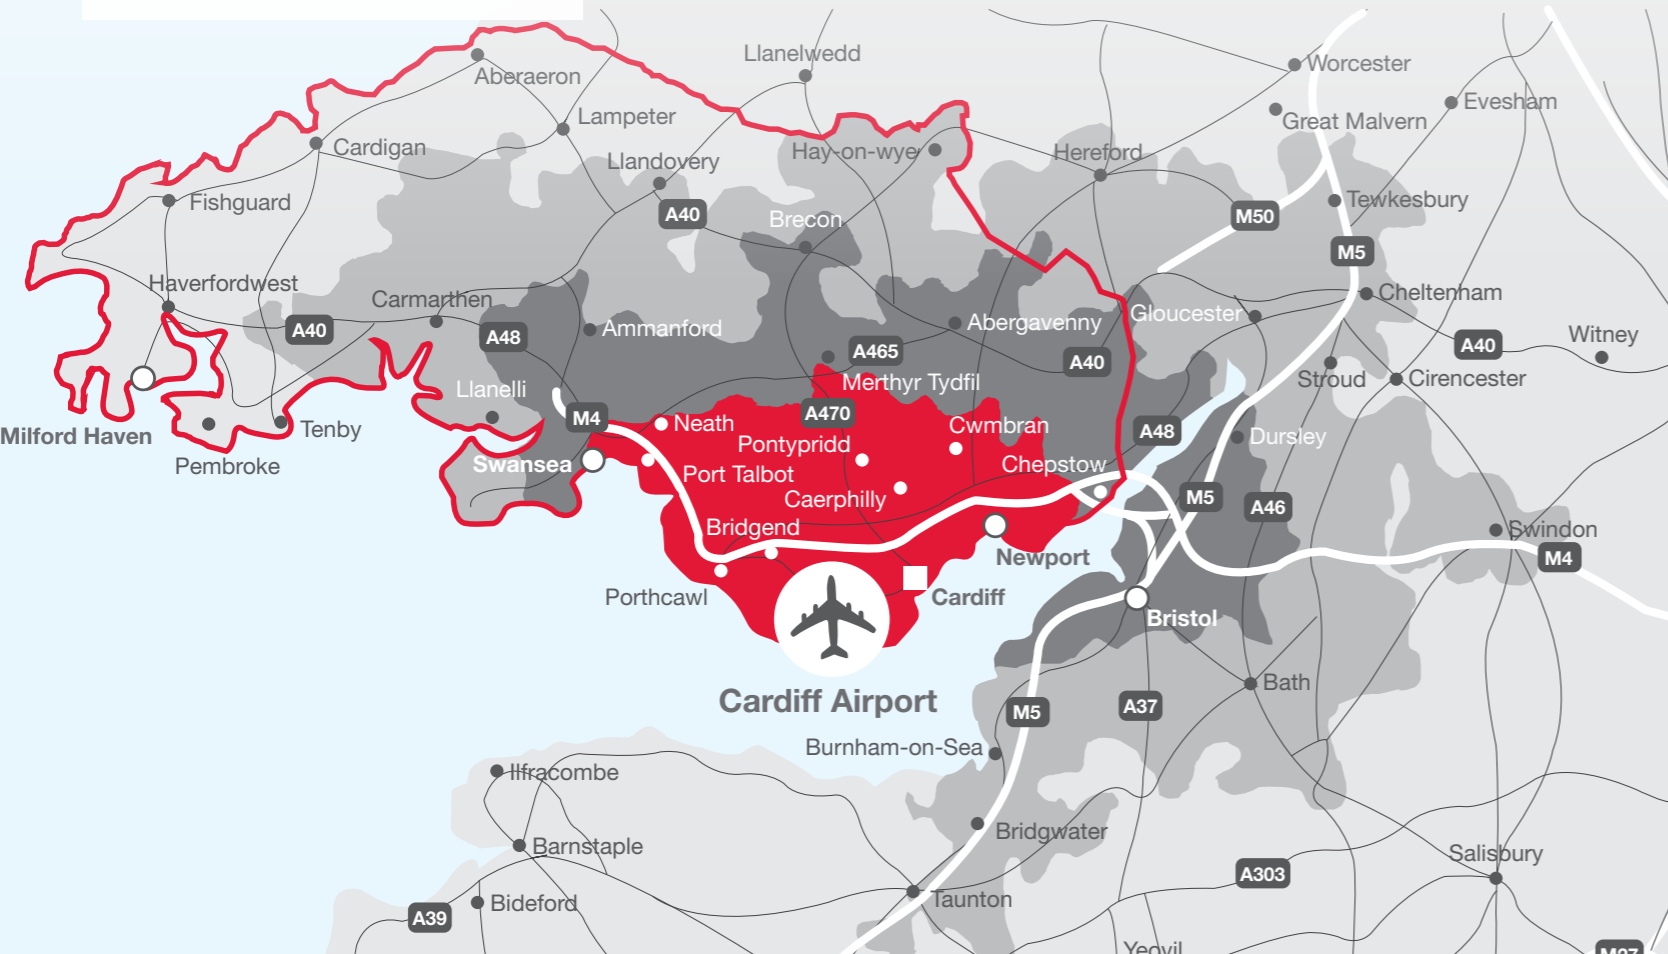 Llanelwedd
Worcester
Aberaeron
Evesham
Lampeter
Great Malvern
Cardigan
Hay-on-wye
Hereford
Llandovery
Fishguard
A40
Brecon
M50
Tewkesbury
M5
Haverfordwest
Carmarthen
Cheltenham
A40
A48
Ammanford
Abergavenny
Gloucester
Witney
A465
A40
A40
Merthyr Tydfil
Stroud
Cirencester
Llanelli
A470
M4
Neath
Cwmbran
A48
Milford Haven
Tenby
Pontypridd
Dursley
Pembroke
Swansea
Port Talbot
Chepstow
Caerphilly
M5
A46
Bridgend
Swindon
Newport
M4
Porthcawl
Cardiff
Bristol
Cardiff Airport
Bath
M5
A37
Burnham-on-Sea
Ilfracombe
Bridgwater
Barnstaple
Salisbury
A303
Bideford
Taunton
A39
Yeovil
M27